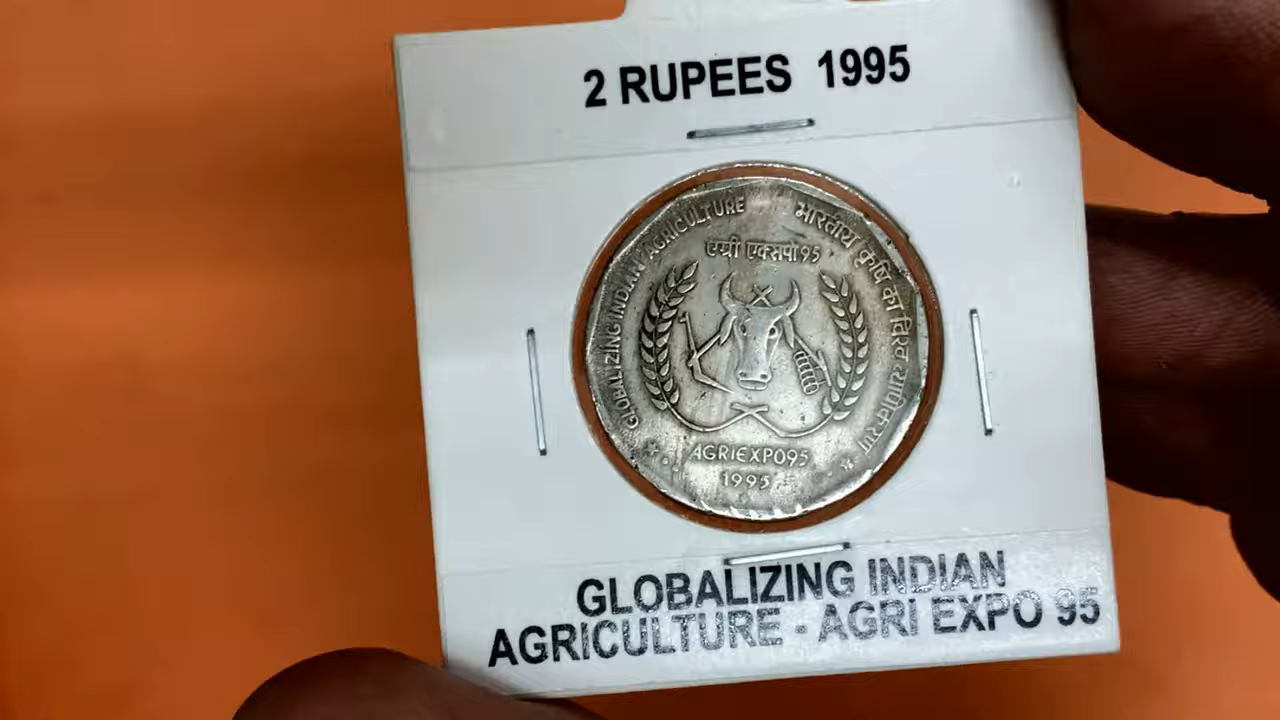 2 RUPEES 1995
GLOBALIZING INDIAN AGRICULTURE
भारतीय कृषि का विश्व व्यापीकरण
एग्री एक्सपो 95
AGRIEXPO95
1995
GLOBALIZING INDIAN
AGRICULTURE - AGRI EXPO 95